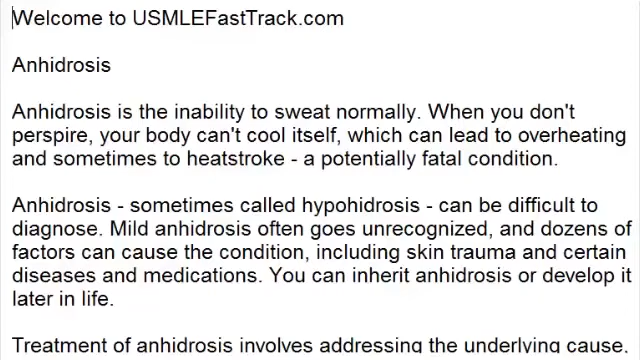 Welcome to USMLEFastTrack.com
Anhidrosis
Anhidrosis is the inability to sweat normally. When you don't
perspire, your body can't cool itself, which can lead to overheating
and sometimes to heatstroke - a potentially fatal condition.
Anhidrosis - sometimes called hypohidrosis - can be difficult to
diagnose. Mild anhidrosis often goes unrecognized, and dozens of
factors can cause the condition, including skin trauma and certain
diseases and medications. You can inherit anhidrosis or develop it
later in life.
Treatment of anhidrosis involves addressing the underlying cause,